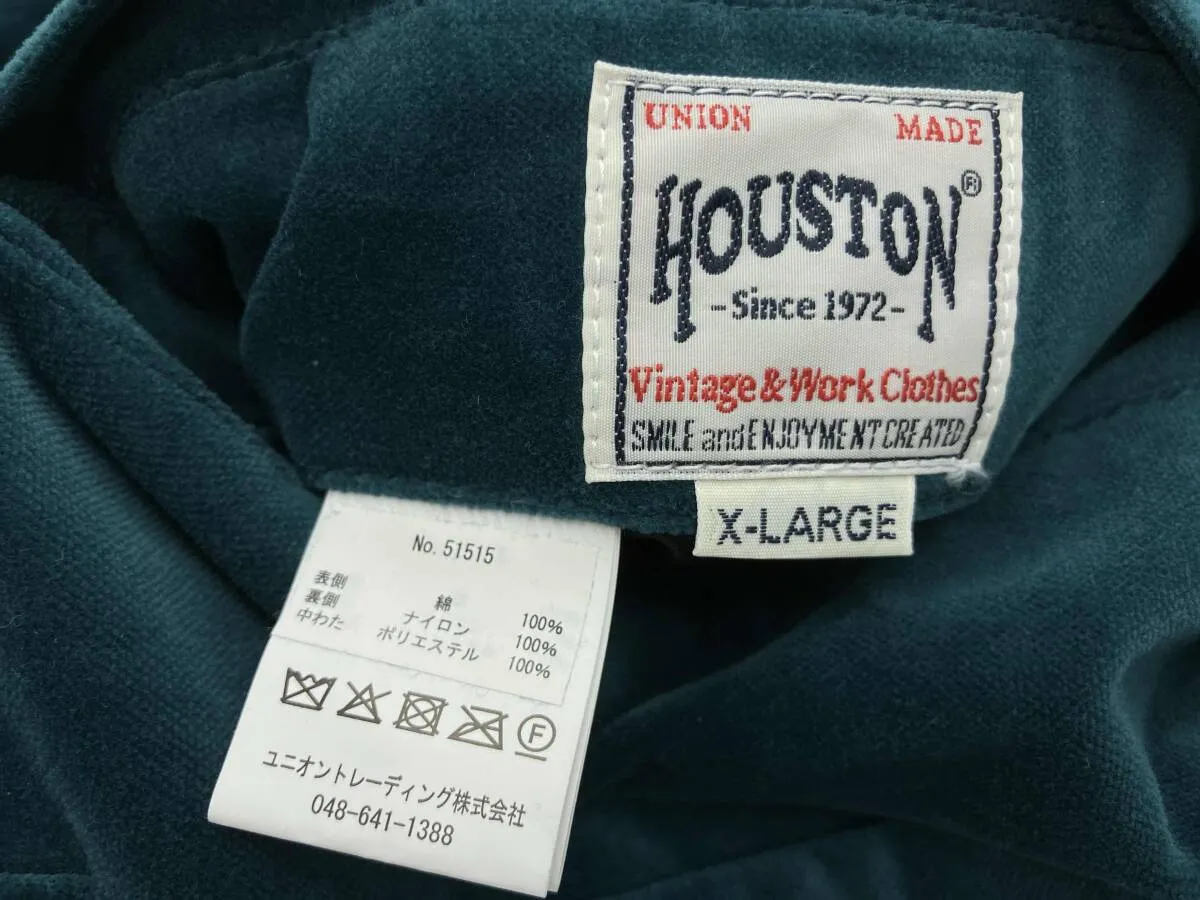 UNION MADE
HOUSTON®
-Since 1972-
Vintage&Work Clothes
SMILE and ENJOYMENT CREATED
X-LARGE
No. 51515
表側 綿 100%
裏側 ナイロン 100%
中わた ポリエステル 100%
F
ユニオントレーディング株式会社
048-641-1388